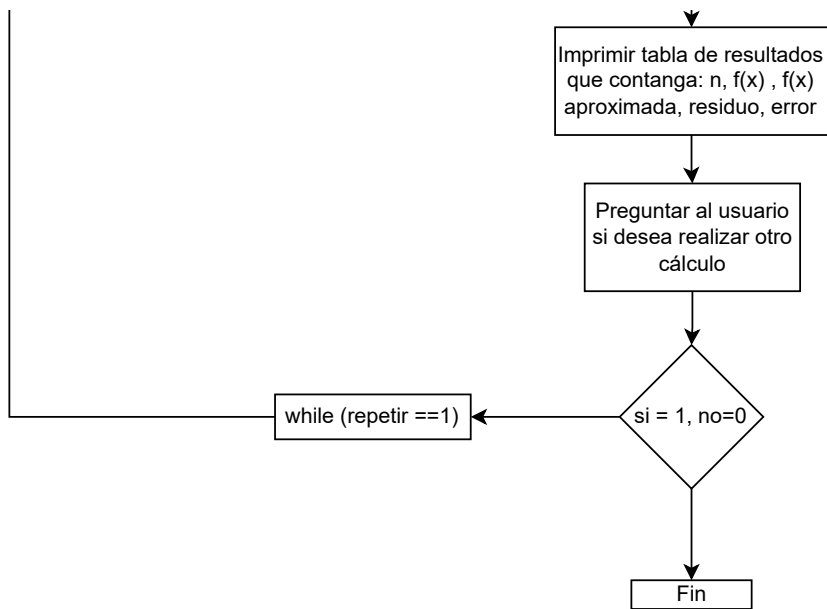 Imprimir tabla de resultados
que contanga: n, f(x) , f(x)
aproximada, residuo, error
Preguntar al usuario
si desea realizar otro
cálculo
while (repetir ==1)
si = 1, no=0
Fin